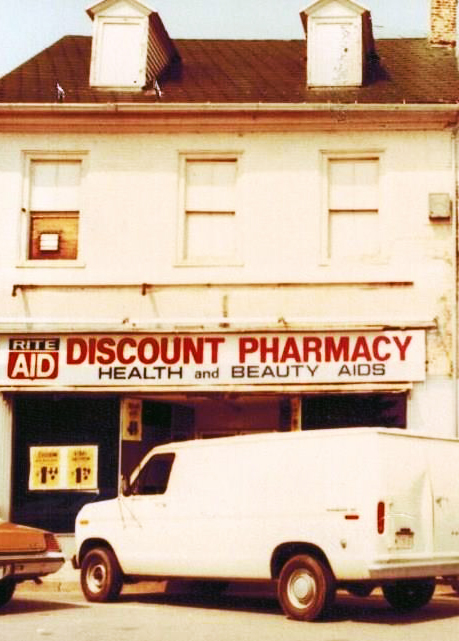 RITE
AID
DISCOUNT PHARMACY
HEALTH and BEAUTY AIDS